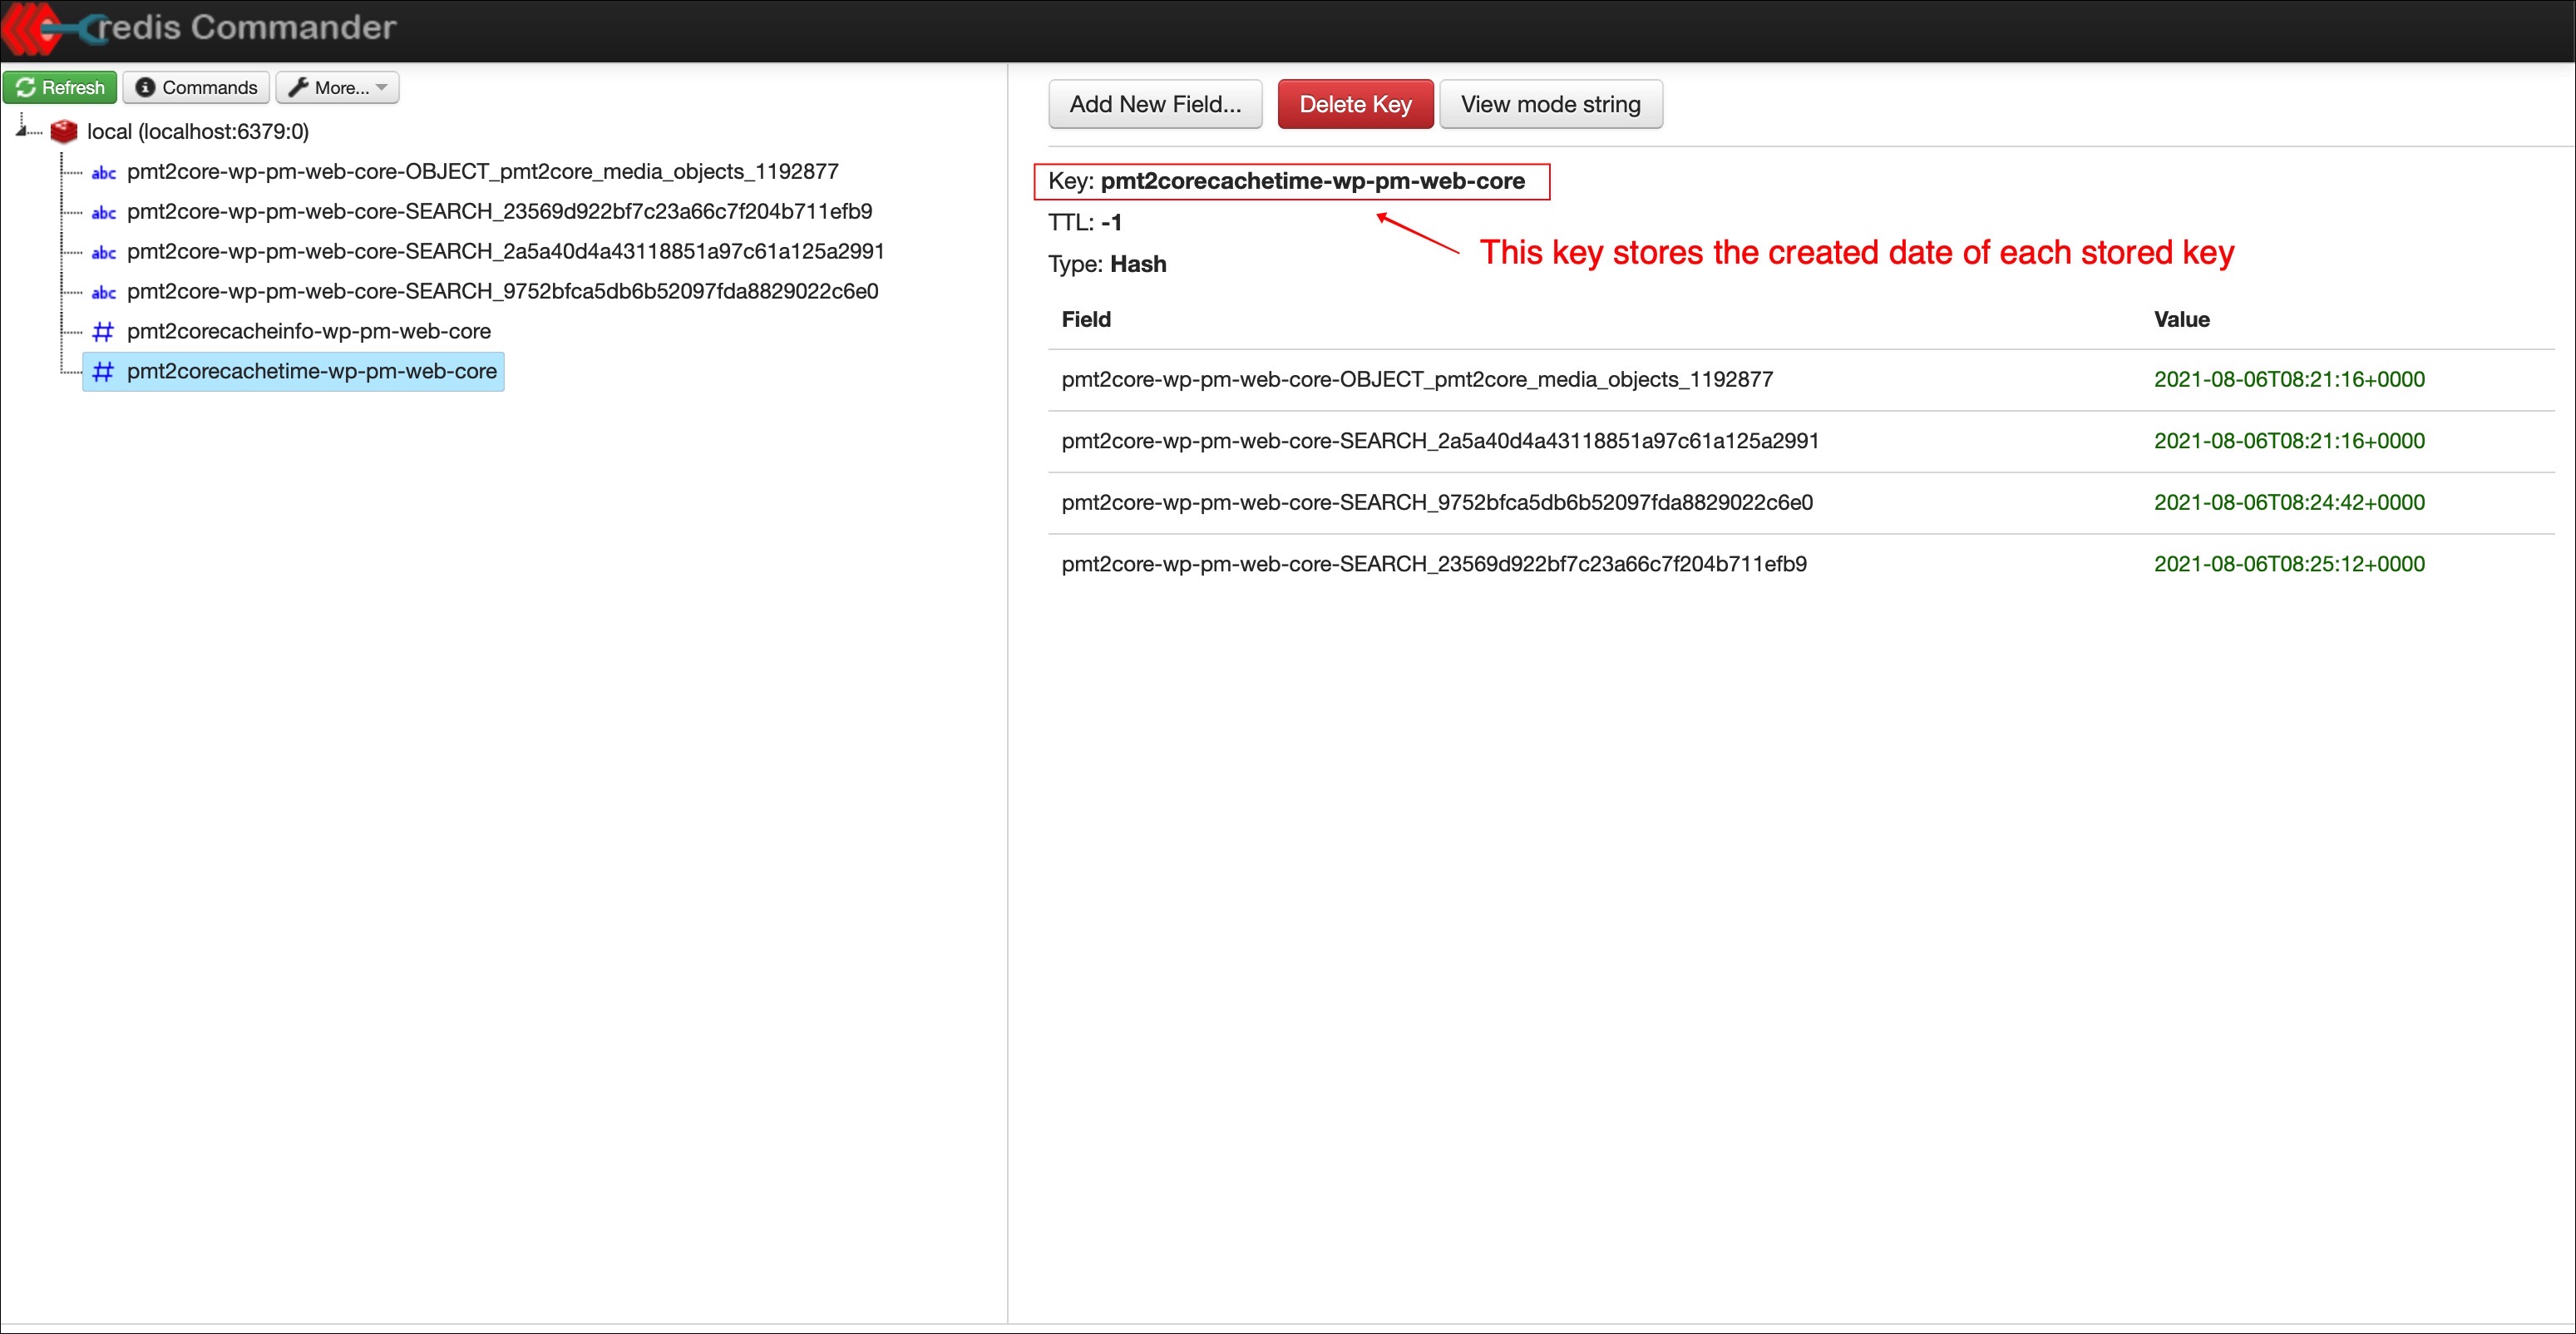 redis Commander
Refresh Commands More...
local (localhost:6379:0)
abc pmt2core-wp-pm-web-core-OBJECT_pmt2core_media_objects_1192877
abc pmt2core-wp-pm-web-core-SEARCH_23569d922bf7c23a66c7f204b711efb9
abc pmt2core-wp-pm-web-core-SEARCH_2a5a40d4a43118851a97c61a125a2991
abc pmt2core-wp-pm-web-core-SEARCH_9752bfca5db6b52097fda8829022c6e0
# pmt2corecacheinfo-wp-pm-web-core
# pmt2corecachetime-wp-pm-web-core
Add New Field... Delete Key View mode string
Key: pmt2corecachetime-wp-pm-web-core
TTL: -1
This key stores the created date of each stored key
Type: Hash
Field Value
pmt2core-wp-pm-web-core-OBJECT_pmt2core_media_objects_1192877 2021-08-06T08:21:16+0000
pmt2core-wp-pm-web-core-SEARCH_2a5a40d4a43118851a97c61a125a2991 2021-08-06T08:21:16+0000
pmt2core-wp-pm-web-core-SEARCH_9752bfca5db6b52097fda8829022c6e0 2021-08-06T08:24:42+0000
pmt2core-wp-pm-web-core-SEARCH_23569d922bf7c23a66c7f204b711efb9 2021-08-06T08:25:12+0000